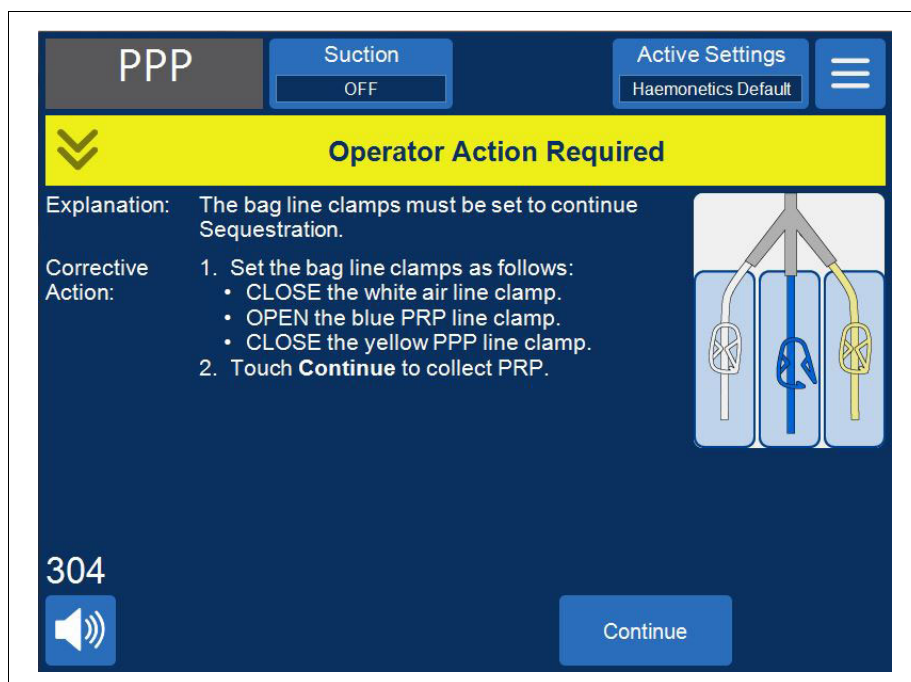 PPP
Suction
OFF
Active Settings
Haemonetics Default
Operator Action Required
Explanation: The bag line clamps must be set to continue
Sequestration.
Corrective 1. Set the bag line clamps as follows:
Action: • CLOSE the white air line clamp.
• OPEN the blue PRP line clamp.
• CLOSE the yellow PPP line clamp.
2. Touch Continue to collect PRP.
304
Continue